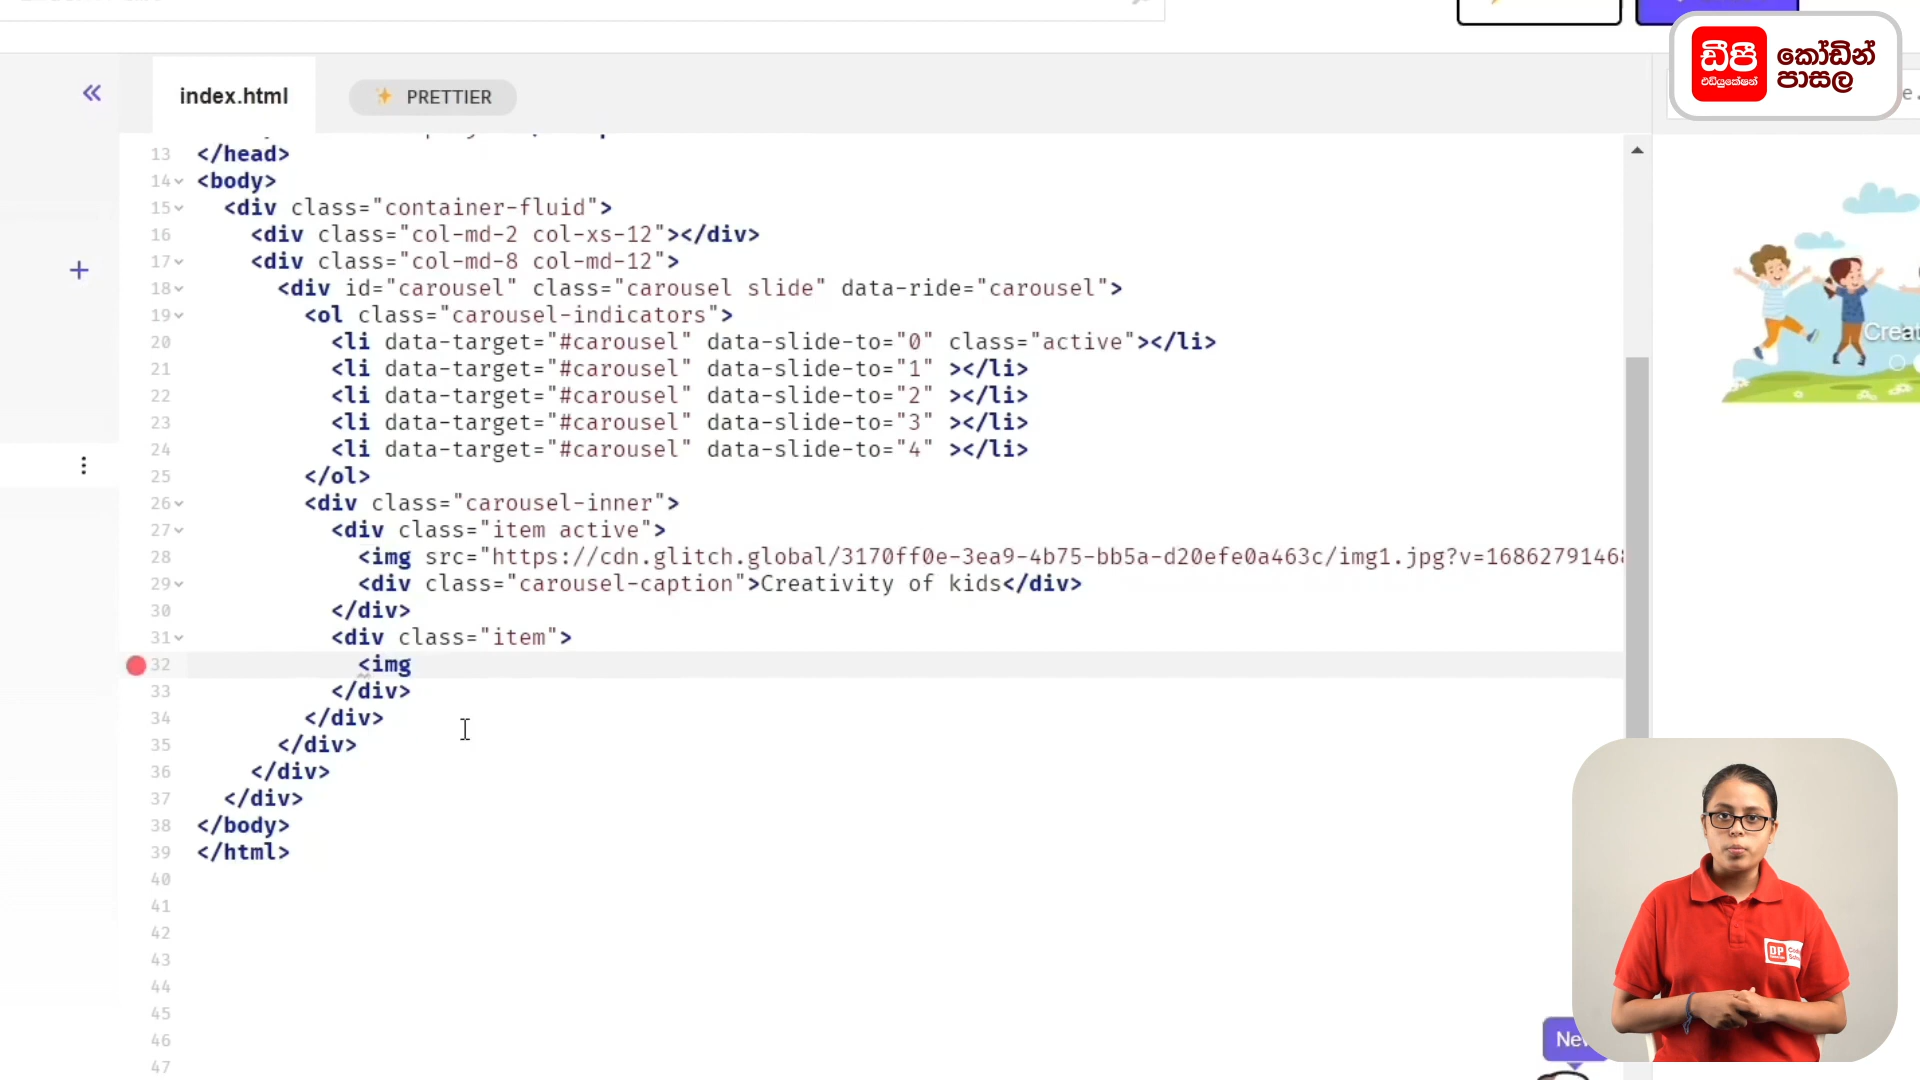 index.html
PRETTIER
ඩීපී
එඩියුකේෂන්
කෝඩින්
පාසල
13 </head>
14 <body>
15 <div class="container-fluid">
16 <div class="col-md-2 col-xs-12"></div>
17 <div class="col-md-8 col-md-12">
18 <div id="carousel" class="carousel slide" data-ride="carousel">
19 <ol class="carousel-indicators">
20 <li data-target="#carousel" data-slide-to="0" class="active"></li>
21 <li data-target="#carousel" data-slide-to="1" ></li>
22 <li data-target="#carousel" data-slide-to="2" ></li>
23 <li data-target="#carousel" data-slide-to="3" ></li>
24 <li data-target="#carousel" data-slide-to="4" ></li>
25 </ol>
26 <div class="carousel-inner">
27 <div class="item active">
28 <img src="https://cdn.glitch.global/3170ff0e-3ea9-4b75-bb5a-d20efe0a463c/img1.jpg?v=1686279146
29 <div class="carousel-caption">Creativity of kids</div>
30 </div>
31 <div class="item">
32 <img
33 </div>
34 </div>
35 </div>
36 </div>
37 </div>
38 </body>
39 </html>
40
41
42
43
44
45
46
47
Creat
DP
Ne